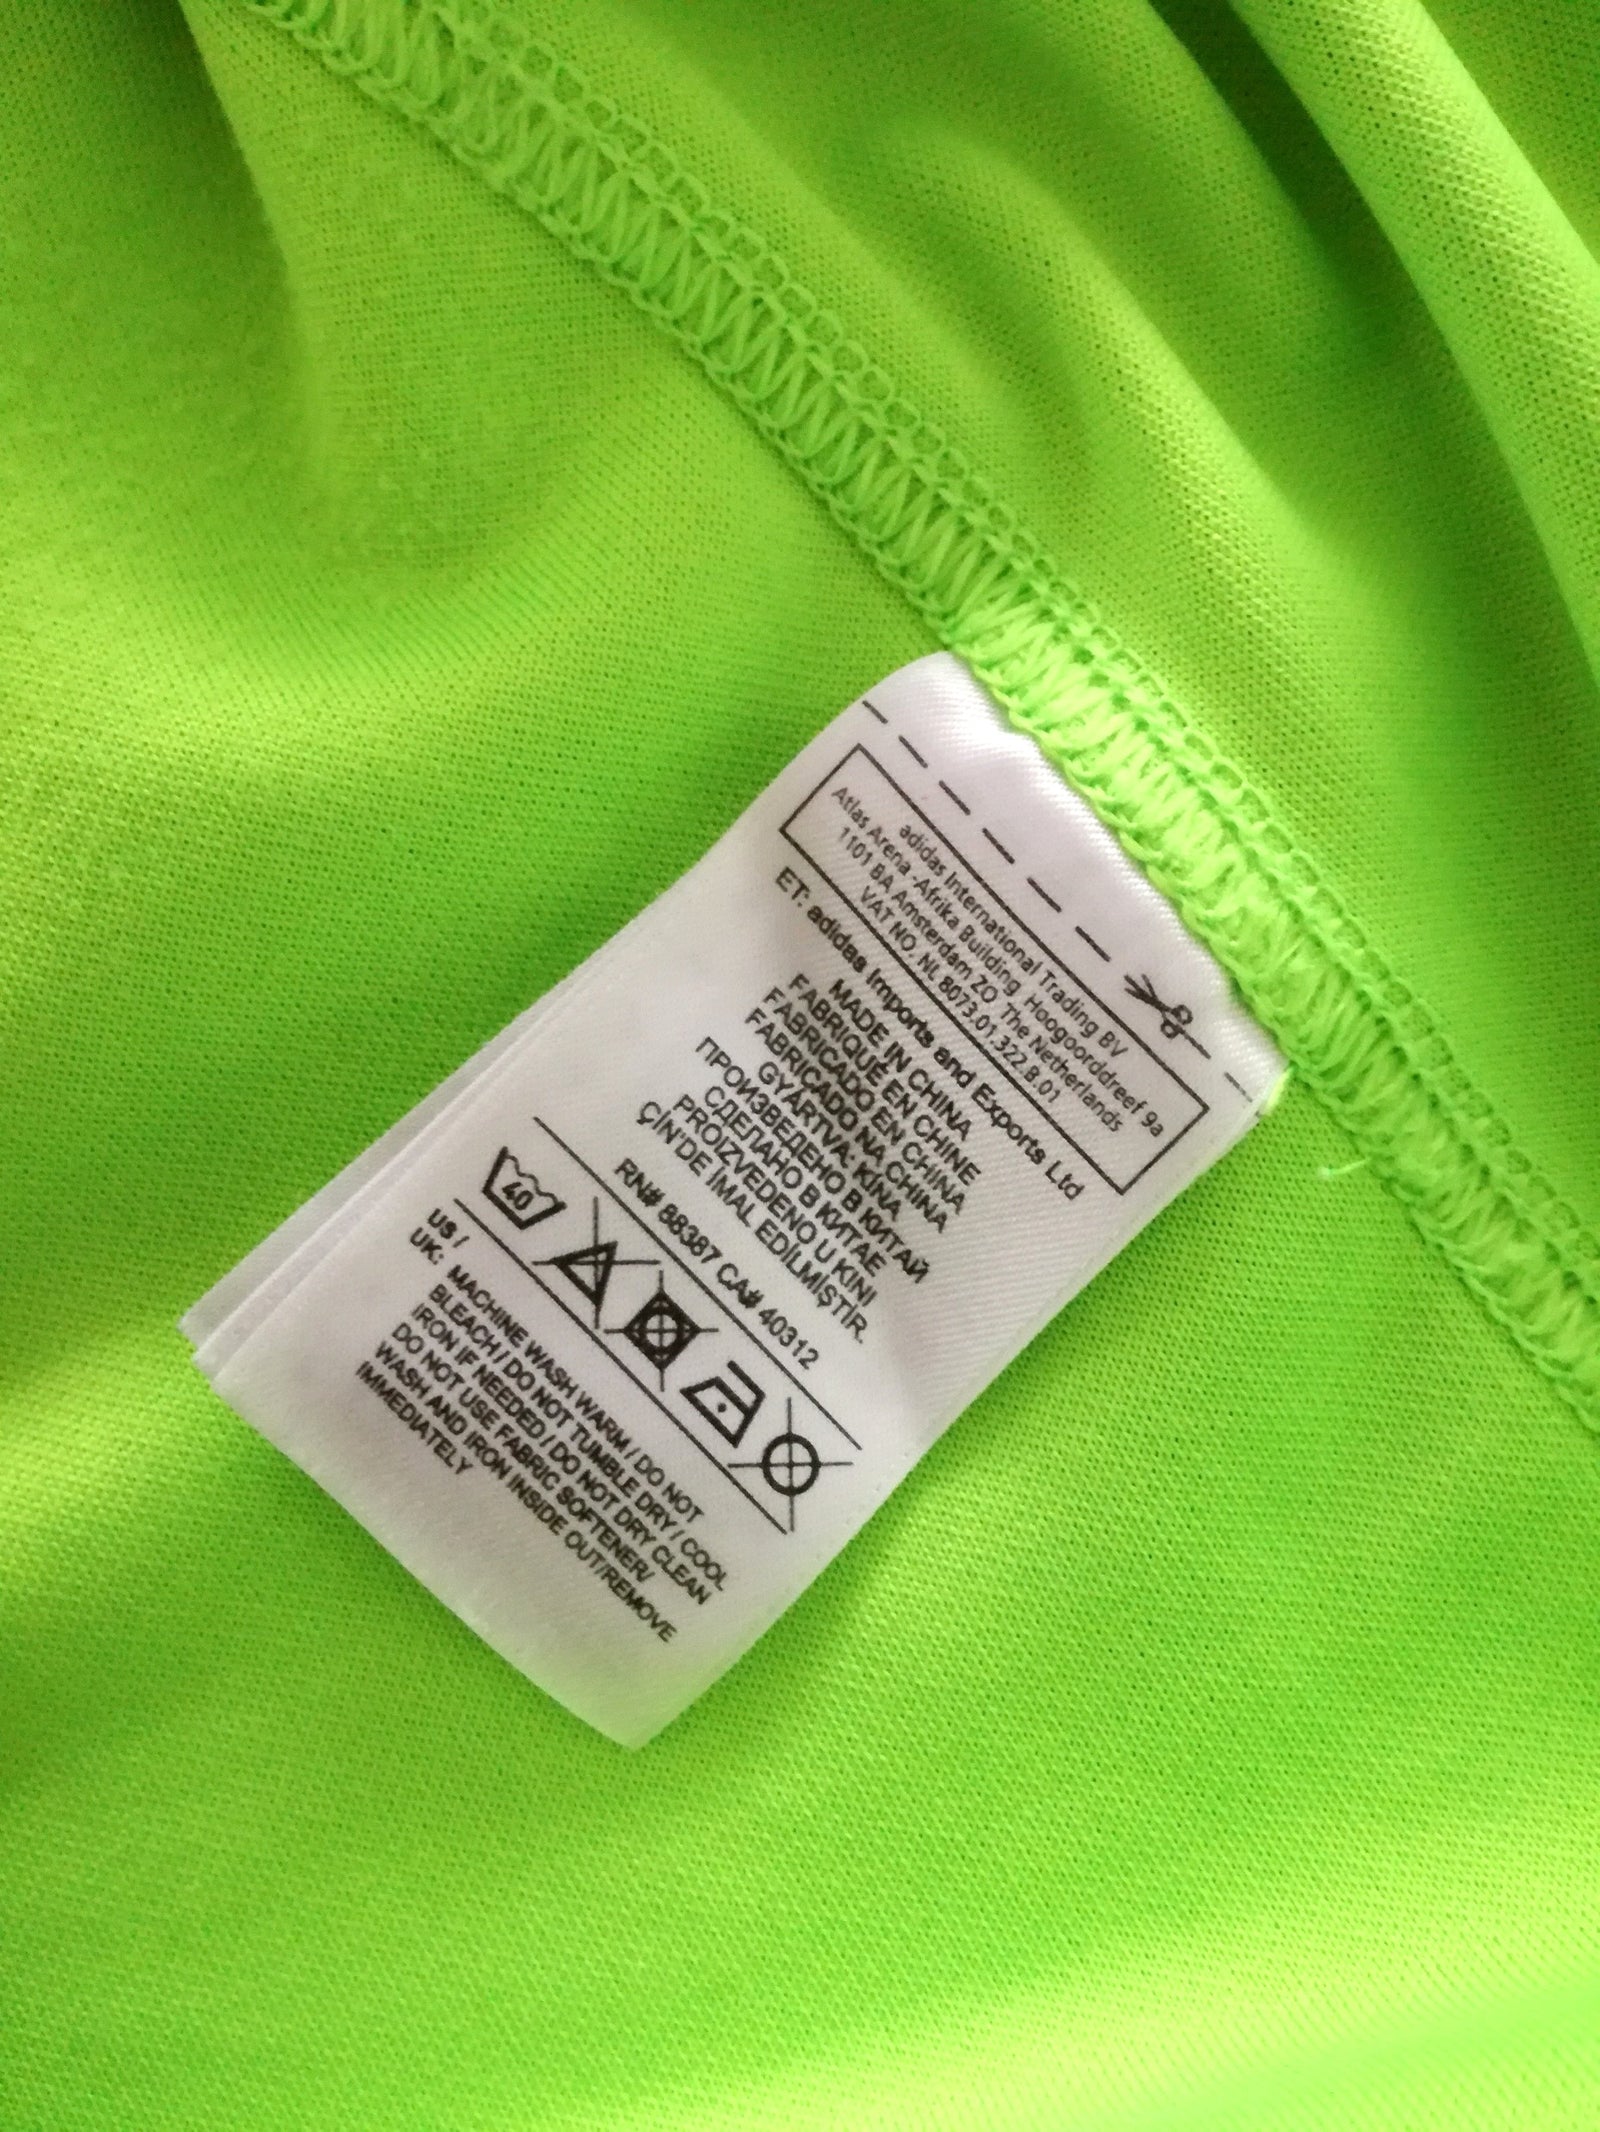 adidas International Trading BV
Atlas Arena -Afrika Building, Hoogoorddreef 9a
1101 BA Amsterdam ZO, The Netherlands
VAT NO. NL 8073.01.322.B.01
ET: adidas Imports and Exports Ltd
MADE IN CHINA
FABRIQUÉ EN CHINE
FABRICADO EN CHINA
FABRICADO NA CHINA
GYÁRTVA: KÍNA
ПРОИЗВЕДЕНО В КИТАЙ
СДЕЛАНО В КИТАЕ
PROIZVEDENO U KINI
ÇİN'DE İMAL EDİLMİŞTİR.
RN# 88387 CA# 40312
40
US /
UK: MACHINE WASH WARM / DO NOT
BLEACH / DO NOT TUMBLE DRY / COOL
IRON IF NEEDED / DO NOT DRY CLEAN
DO NOT USE FABRIC SOFTENER/
WASH AND IRON INSIDE OUT/REMOVE
IMMEDIATELY